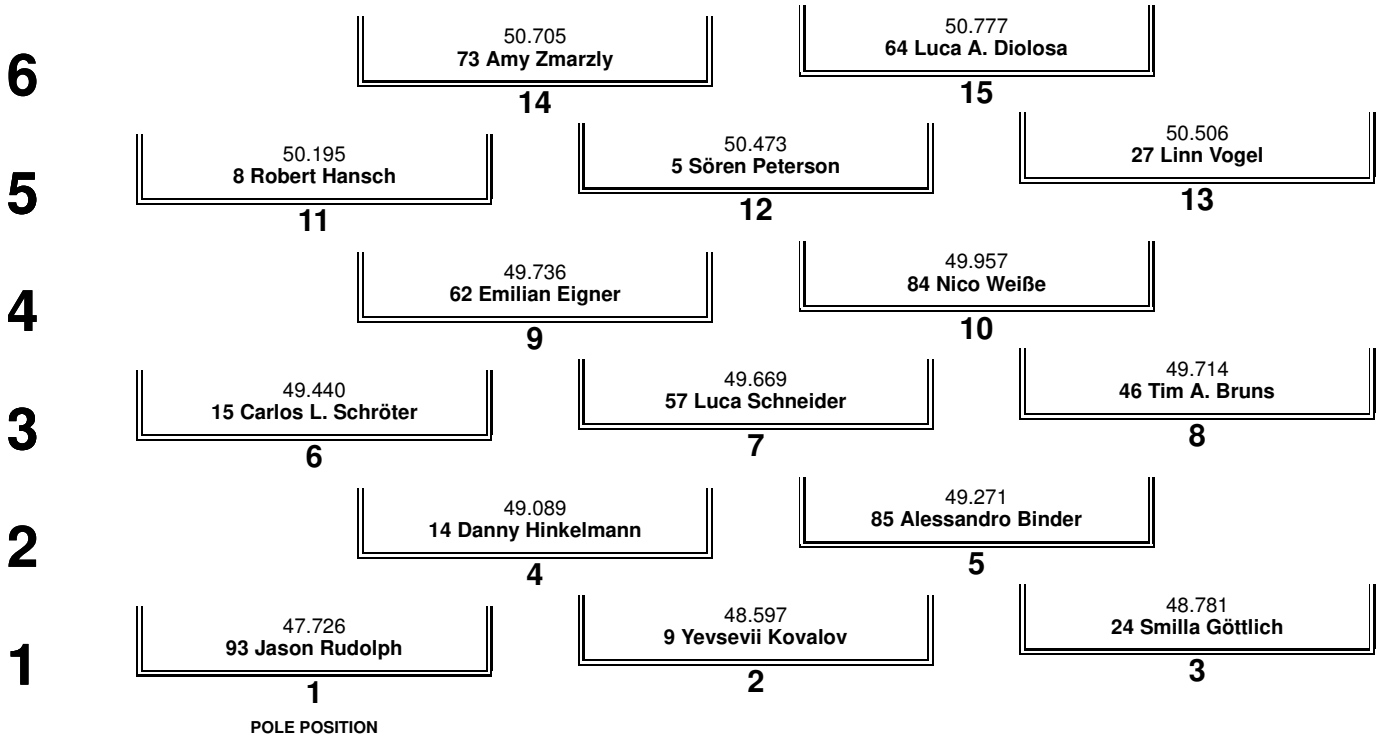 6
50.705
73 Amy Zmarzly
14
50.777
64 Luca A. Diolosa
15
5
50.195
8 Robert Hansch
11
50.473
5 Sören Peterson
12
50.506
27 Linn Vogel
13
4
49.736
62 Emilian Eigner
9
49.957
84 Nico Weiße
10
3
49.440
15 Carlos L. Schröter
6
49.669
57 Luca Schneider
7
49.714
46 Tim A. Bruns
8
2
49.089
14 Danny Hinkelmann
4
49.271
85 Alessandro Binder
5
1
47.726
93 Jason Rudolph
1
POLE POSITION
48.597
9 Yevsevii Kovalov
2
48.781
24 Smilla Göttlich
3